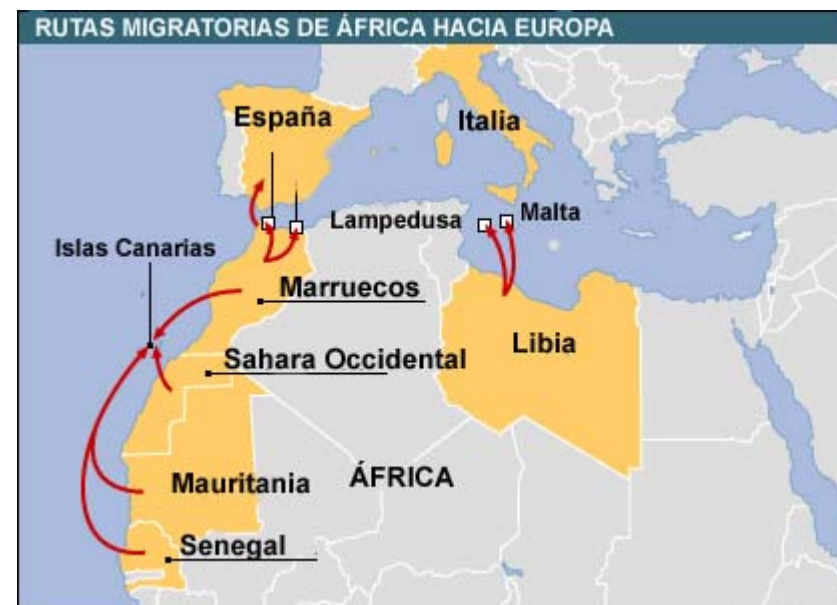 RUTAS MIGRATORIAS DE ÁFRICA HACIA EUROPA
España
Italia
Lampedusa
Malta
Islas Canarias
Marruecos
Libia
Sahara Occidental
Mauritania
ÁFRICA
Senegal